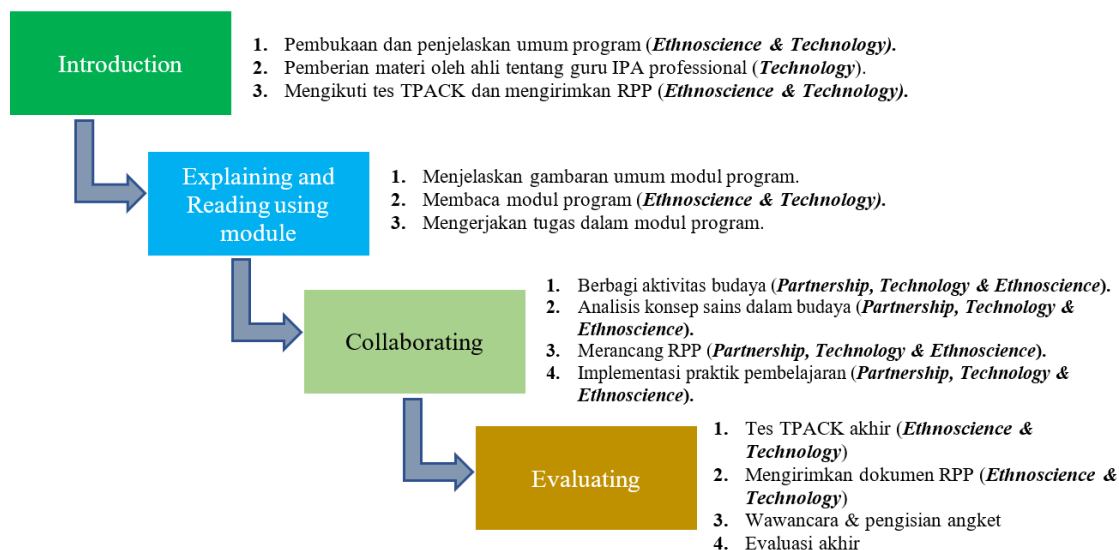 Introduction
1. Pembukaan dan penjelaskan umum program (Ethnoscience & Technology).
2. Pemberian materi oleh ahli tentang guru IPA professional (Technology).
3. Mengikuti tes TPACK dan mengirimkan RPP (Ethnoscience & Technology).
Explaining and
Reading using
module
1. Menjelaskan gambaran umum modul program.
2. Membaca modul program (Ethnoscience & Technology).
3. Mengerjakan tugas dalam modul program.
Collaborating
1. Berbagi aktivitas budaya (Partnership, Technology & Ethnoscience).
2. Analisis konsep sains dalam budaya (Partnership, Technology &
Ethnoscience).
3. Merancang RPP (Partnership, Technology & Ethnoscience).
4. Implementasi praktik pembelajaran (Partnership, Technology &
Ethnoscience).
Evaluating
1. Tes TPACK akhir (Ethnoscience &
Technology)
2. Mengirimkan dokumen RPP (Ethnoscience &
Technology)
3. Wawancara & pengisian angket
4. Evaluasi akhir